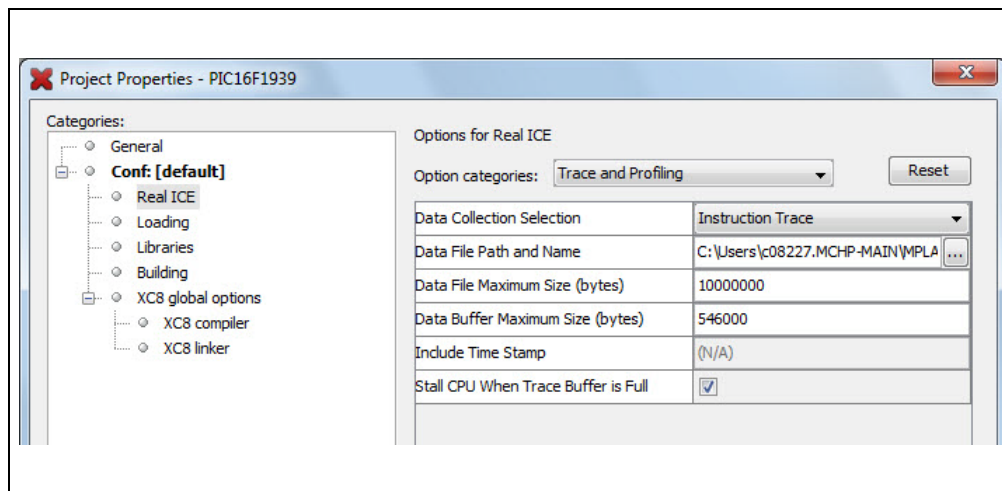 Project Properties - PIC16F1939
Categories:
General
Conf: [default]
Real ICE
Loading
Libraries
Building
XC8 global options
XC8 compiler
XC8 linker
Options for Real ICE
Option categories: Trace and Profiling Reset
Data Collection Selection Instruction Trace
Data File Path and Name C:\Users\c08227.MCHP-MAIN\MPLA ...
Data File Maximum Size (bytes) 10000000
Data Buffer Maximum Size (bytes) 546000
Include Time Stamp (N/A)
Stall CPU When Trace Buffer is Full